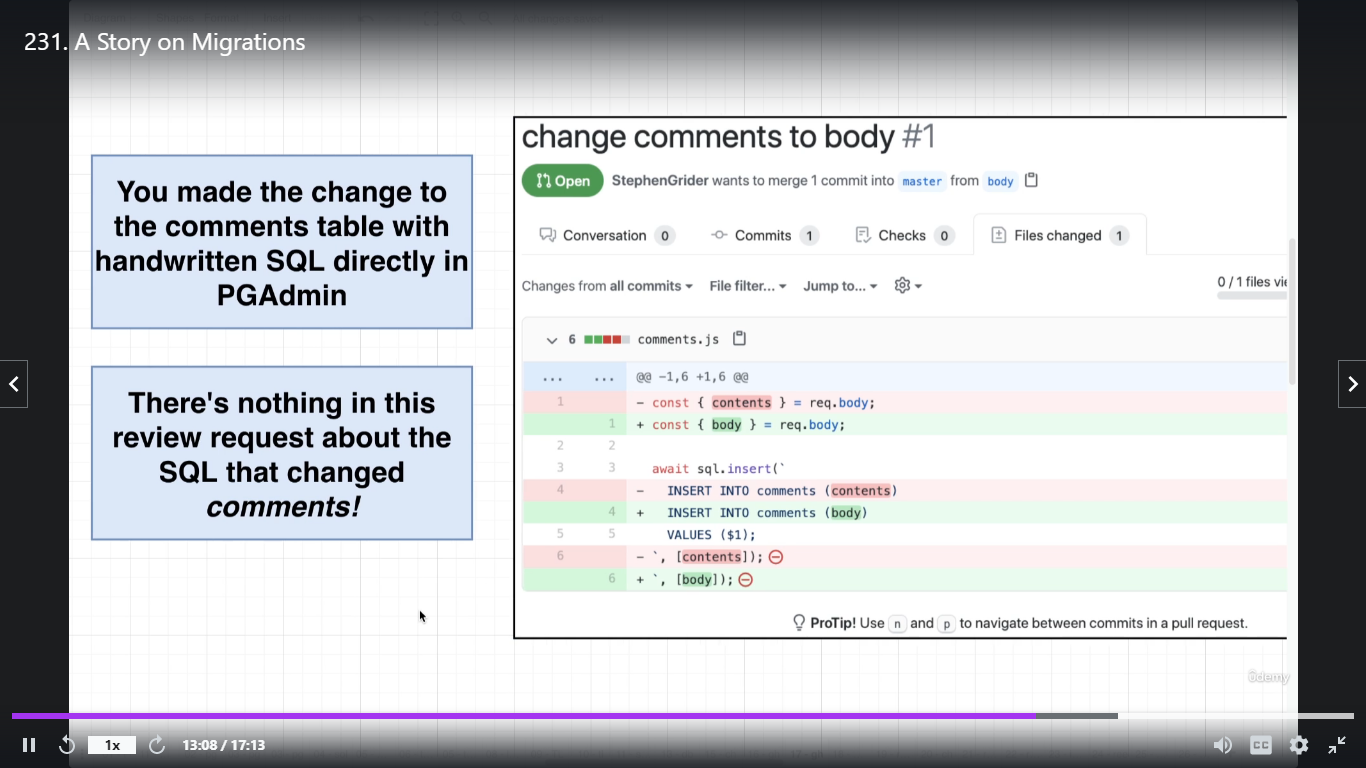 231. A Story on Migrations
You made the change to
the comments table with
handwritten SQL directly in
PGAdmin
There's nothing in this
review request about the
SQL that changed
comments!
change comments to body #1
Open StephenGrider wants to merge 1 commit into master from body
Conversation 0 Commits 1 Checks 0 Files changed 1
Changes from all commits File filter... Jump to... 0 / 1 files vie
6 comments.js
... ... @@ -1,6 +1,6 @@
1 - const { contents } = req.body;
1 + const { body } = req.body;
2 2
3 3 await sql.insert(`
4 - INSERT INTO comments (contents)
4 + INSERT INTO comments (body)
5 5 VALUES ($1);
6 - `, [contents]);
6 + `, [body]);
ProTip! Use n and p to navigate between commits in a pull request.
ûdemy
1x 13:08 / 17:13 CC